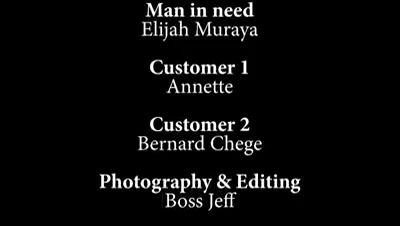 Man in need
Elijah Muraya
Customer 1
Annette
Customer 2
Bernard Chege
Photography & Editing
Boss Jeff